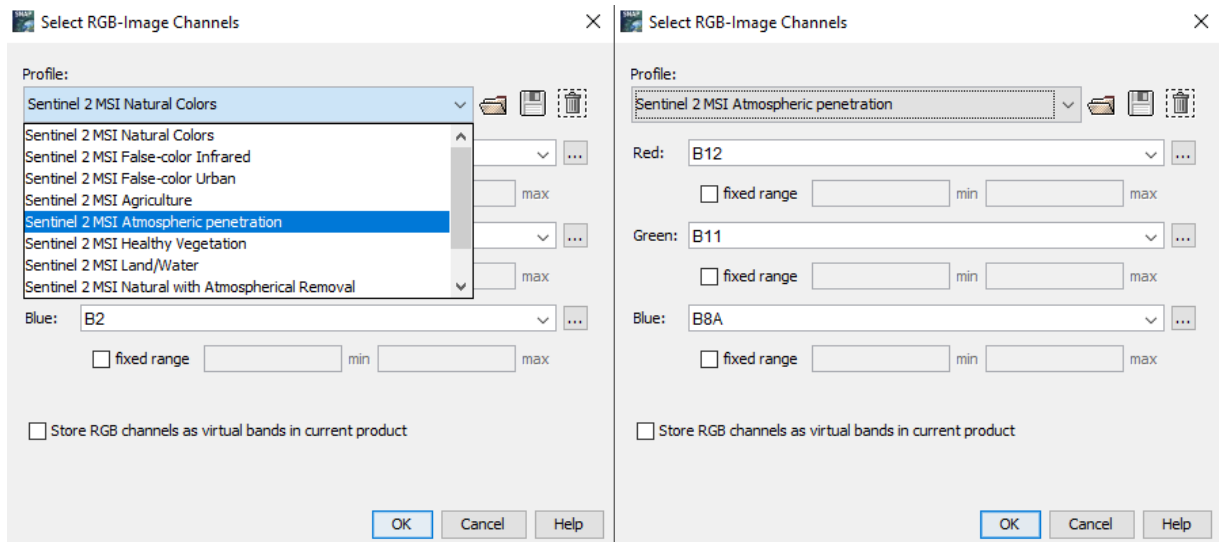 SNAP Select RGB-Image Channels
Profile:
Sentinel 2 MSI Natural Colors
Sentinel 2 MSI Natural Colors
Sentinel 2 MSI False-color Infrared
Sentinel 2 MSI False-color Urban
Sentinel 2 MSI Agriculture
Sentinel 2 MSI Atmospheric penetration
Sentinel 2 MSI Healthy Vegetation
Sentinel 2 MSI Land/Water
Sentinel 2 MSI Natural with Atmospherical Removal
...
max
...
max
Blue: B2 ...
fixed range min max
Store RGB channels as virtual bands in current product
OK Cancel Help
SNAP Select RGB-Image Channels
Profile:
Sentinel 2 MSI Atmospheric penetration
Red: B12 ...
fixed range min max
Green: B11 ...
fixed range min max
Blue: B8A ...
fixed range min max
Store RGB channels as virtual bands in current product
OK Cancel Help